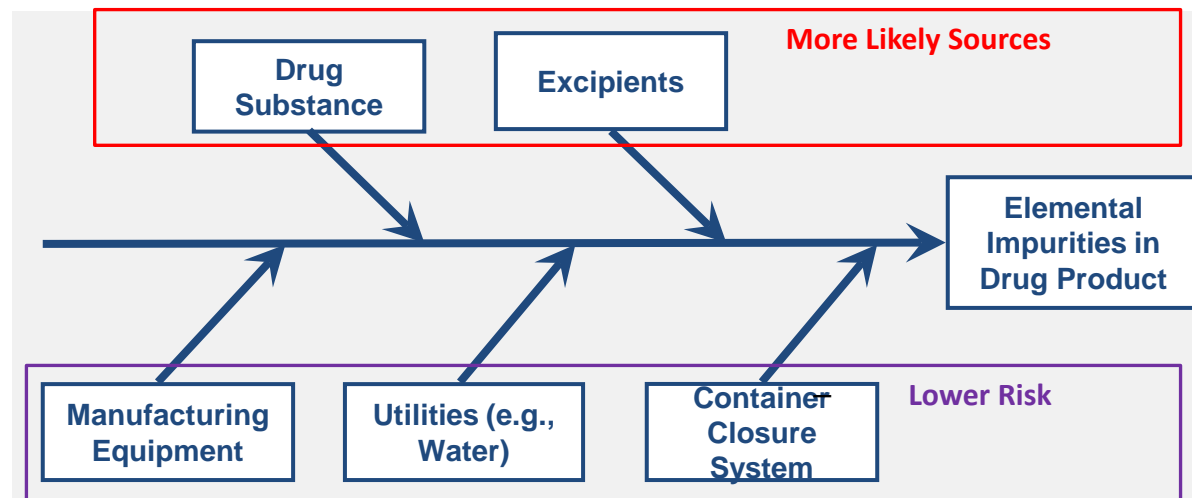 More Likely Sources
Drug
Substance
Excipients
Elemental
Impurities in
Drug Product
Manufacturing
Equipment
Utilities (e.g.,
Water)
Container
Closure
System
Lower Risk